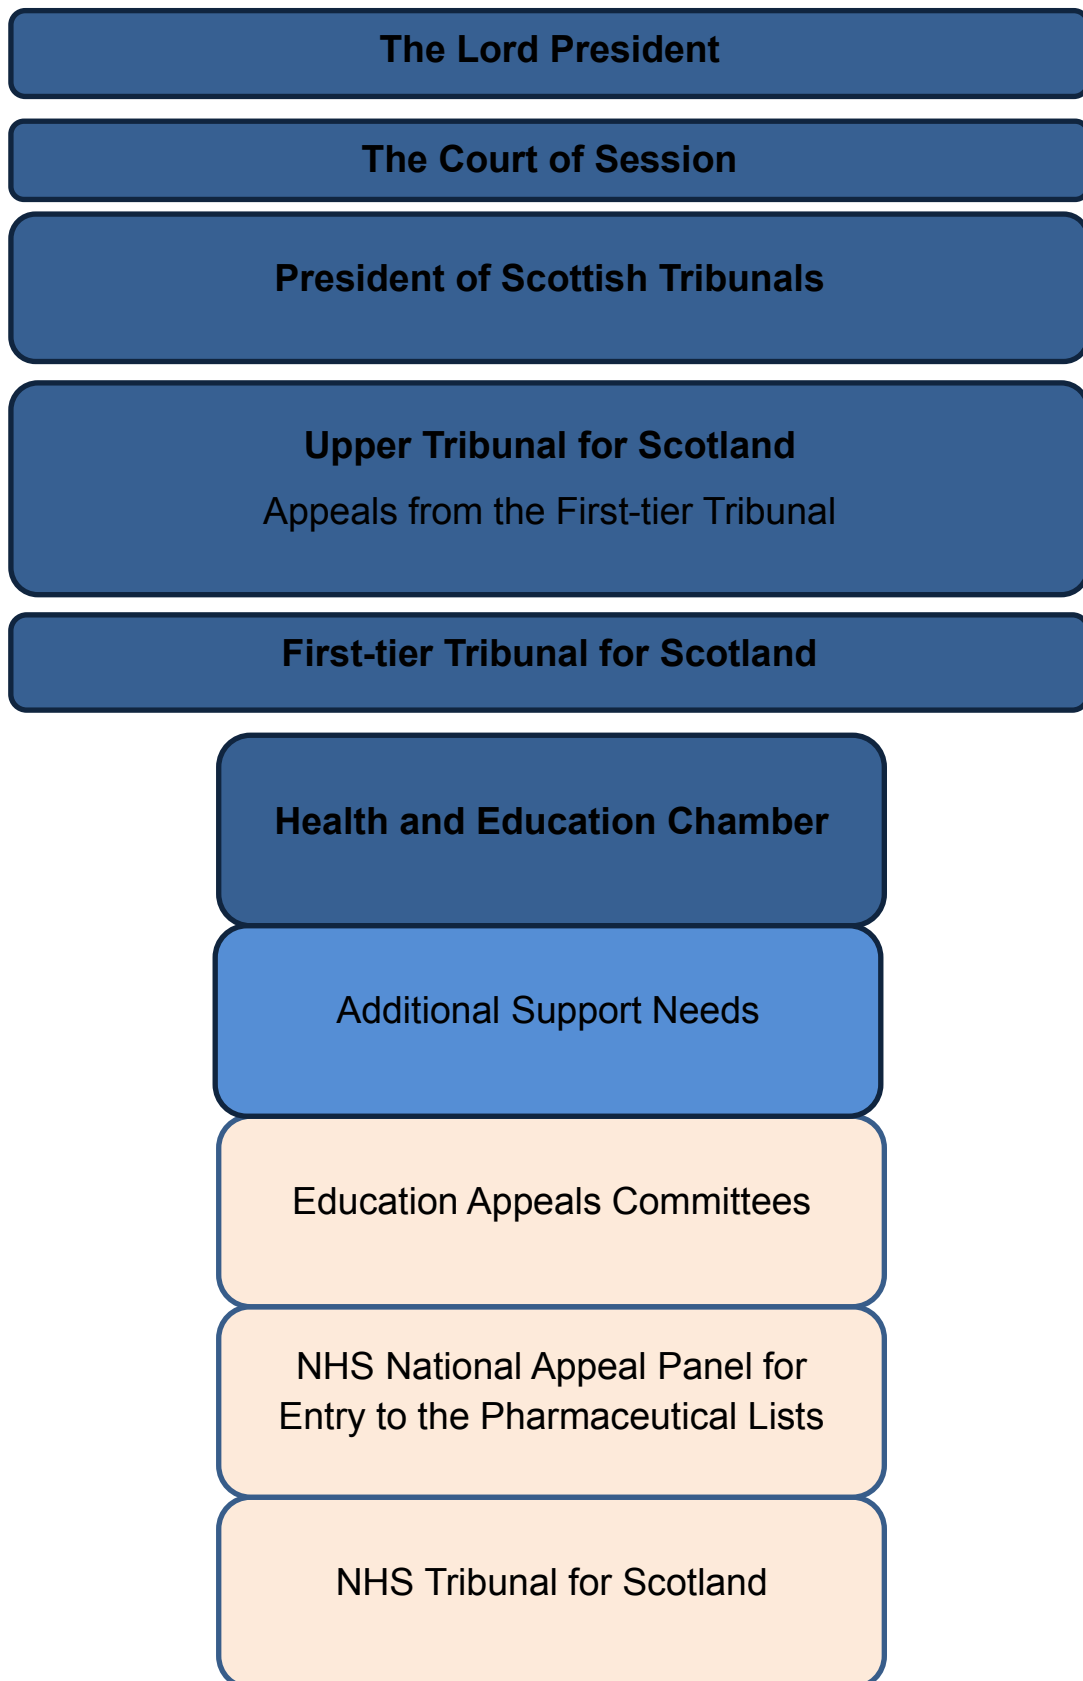 The Lord President
The Court of Session
President of Scottish Tribunals
Upper Tribunal for Scotland
Appeals from the First-tier Tribunal
First-tier Tribunal for Scotland
Health and Education Chamber
Additional Support Needs
Education Appeals Committees
NHS National Appeal Panel for
Entry to the Pharmaceutical Lists
NHS Tribunal for Scotland